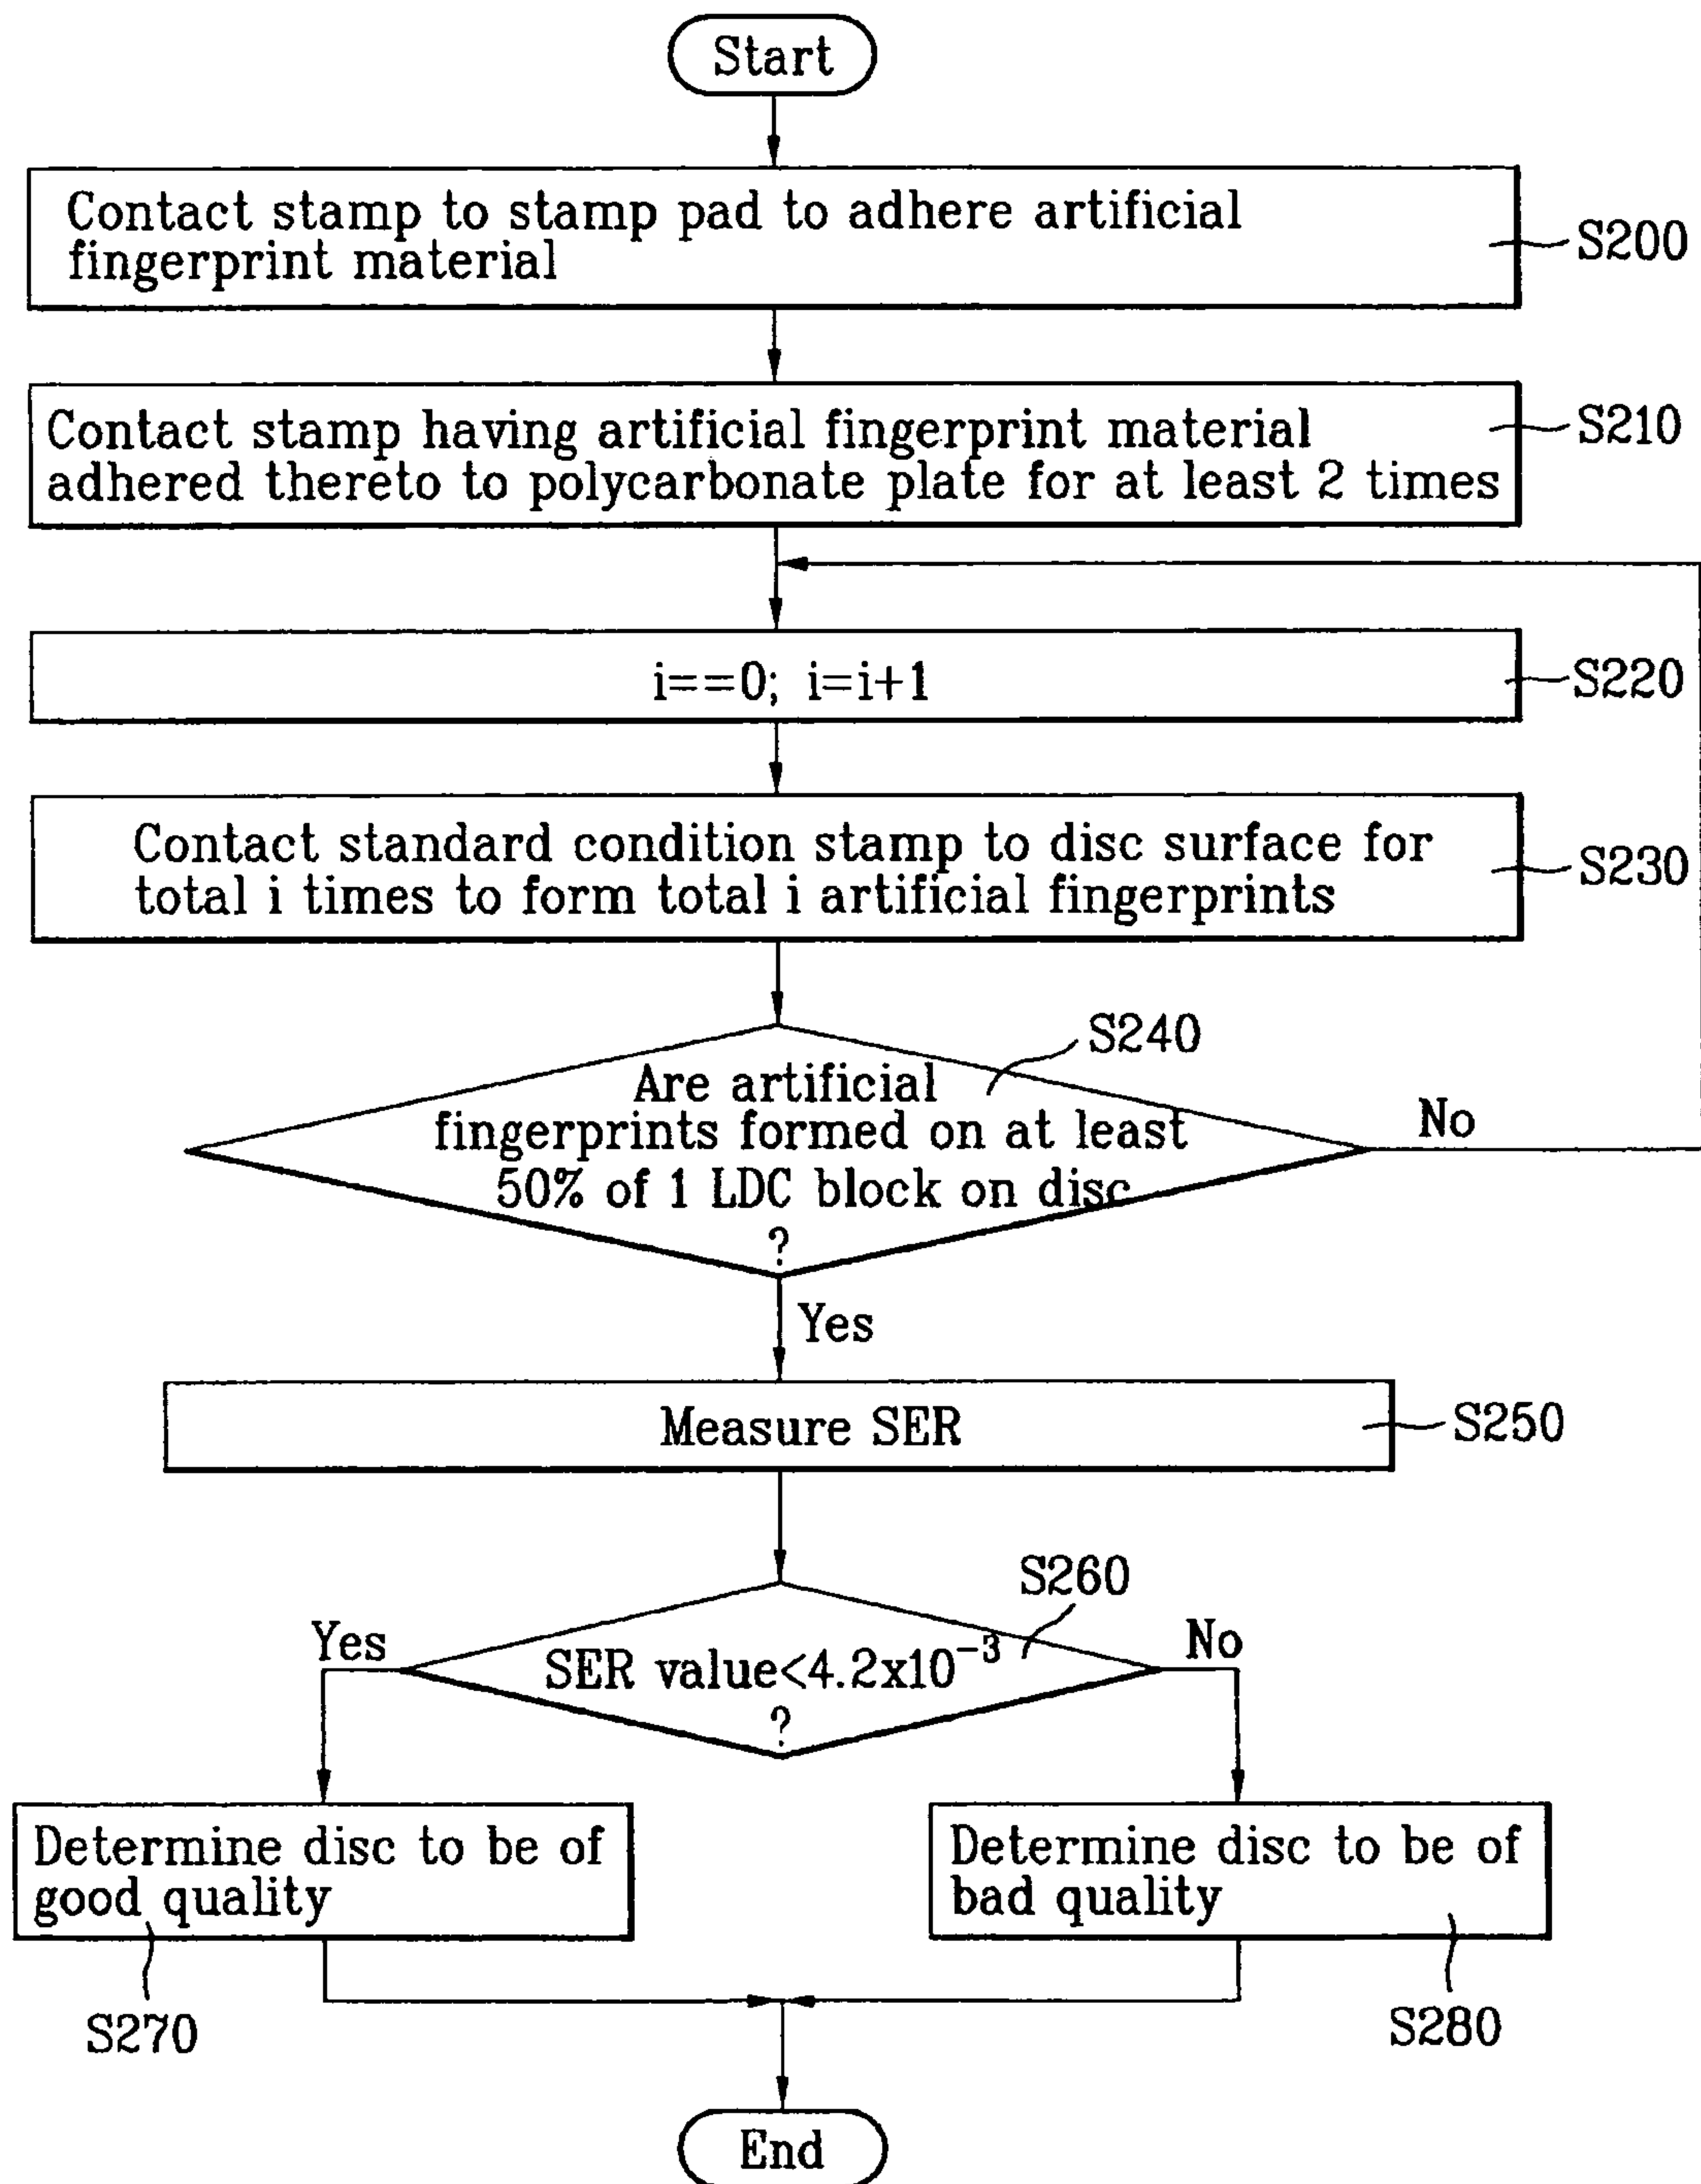 Start
Contact stamp to stamp pad to adhere artificial
fingerprint material
S200
Contact stamp having artificial fingerprint material
adhered thereto to polycarbonate plate for at least 2 times
S210
i==0; i=i+1
S220
Contact standard condition stamp to disc surface for
total i times to form total i artificial fingerprints
S230
S240
Are artificial
fingerprints formed on at least
50% of 1 LDC block on disc
?
No
Yes
Measure SER
S250
S260
Yes
No
SER value<4.2x10⁻³
?
Determine disc to be of
good quality
S270
Determine disc to be of
bad quality
S280
End